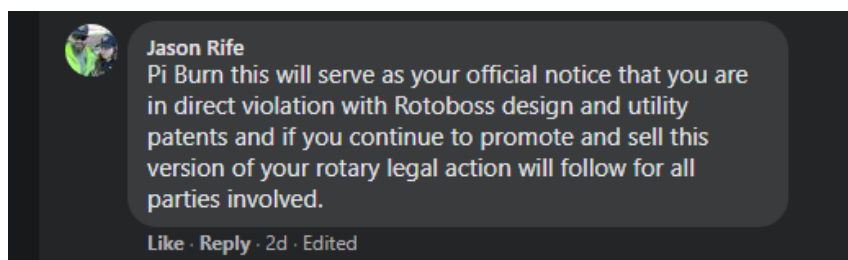 Jason Rife
Pi Burn this will serve as your official notice that you are
in direct violation with Rotoboss design and utility
patents and if you continue to promote and sell this
version of your rotary legal action will follow for all
parties involved.
Like · Reply · 2d · Edited